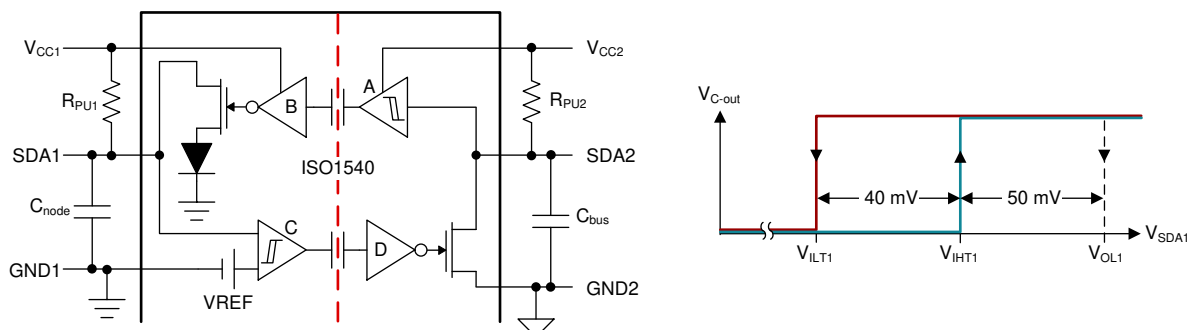 VCC1
VCC2
RPU1
RPU2
A
B
SDA1
SDA2
ISO1540
Cnode
Cbus
C
D
GND1
GND2
VREF
VC-out
40 mV
50 mV
VSDA1
VILT1
VIHT1
VOL1